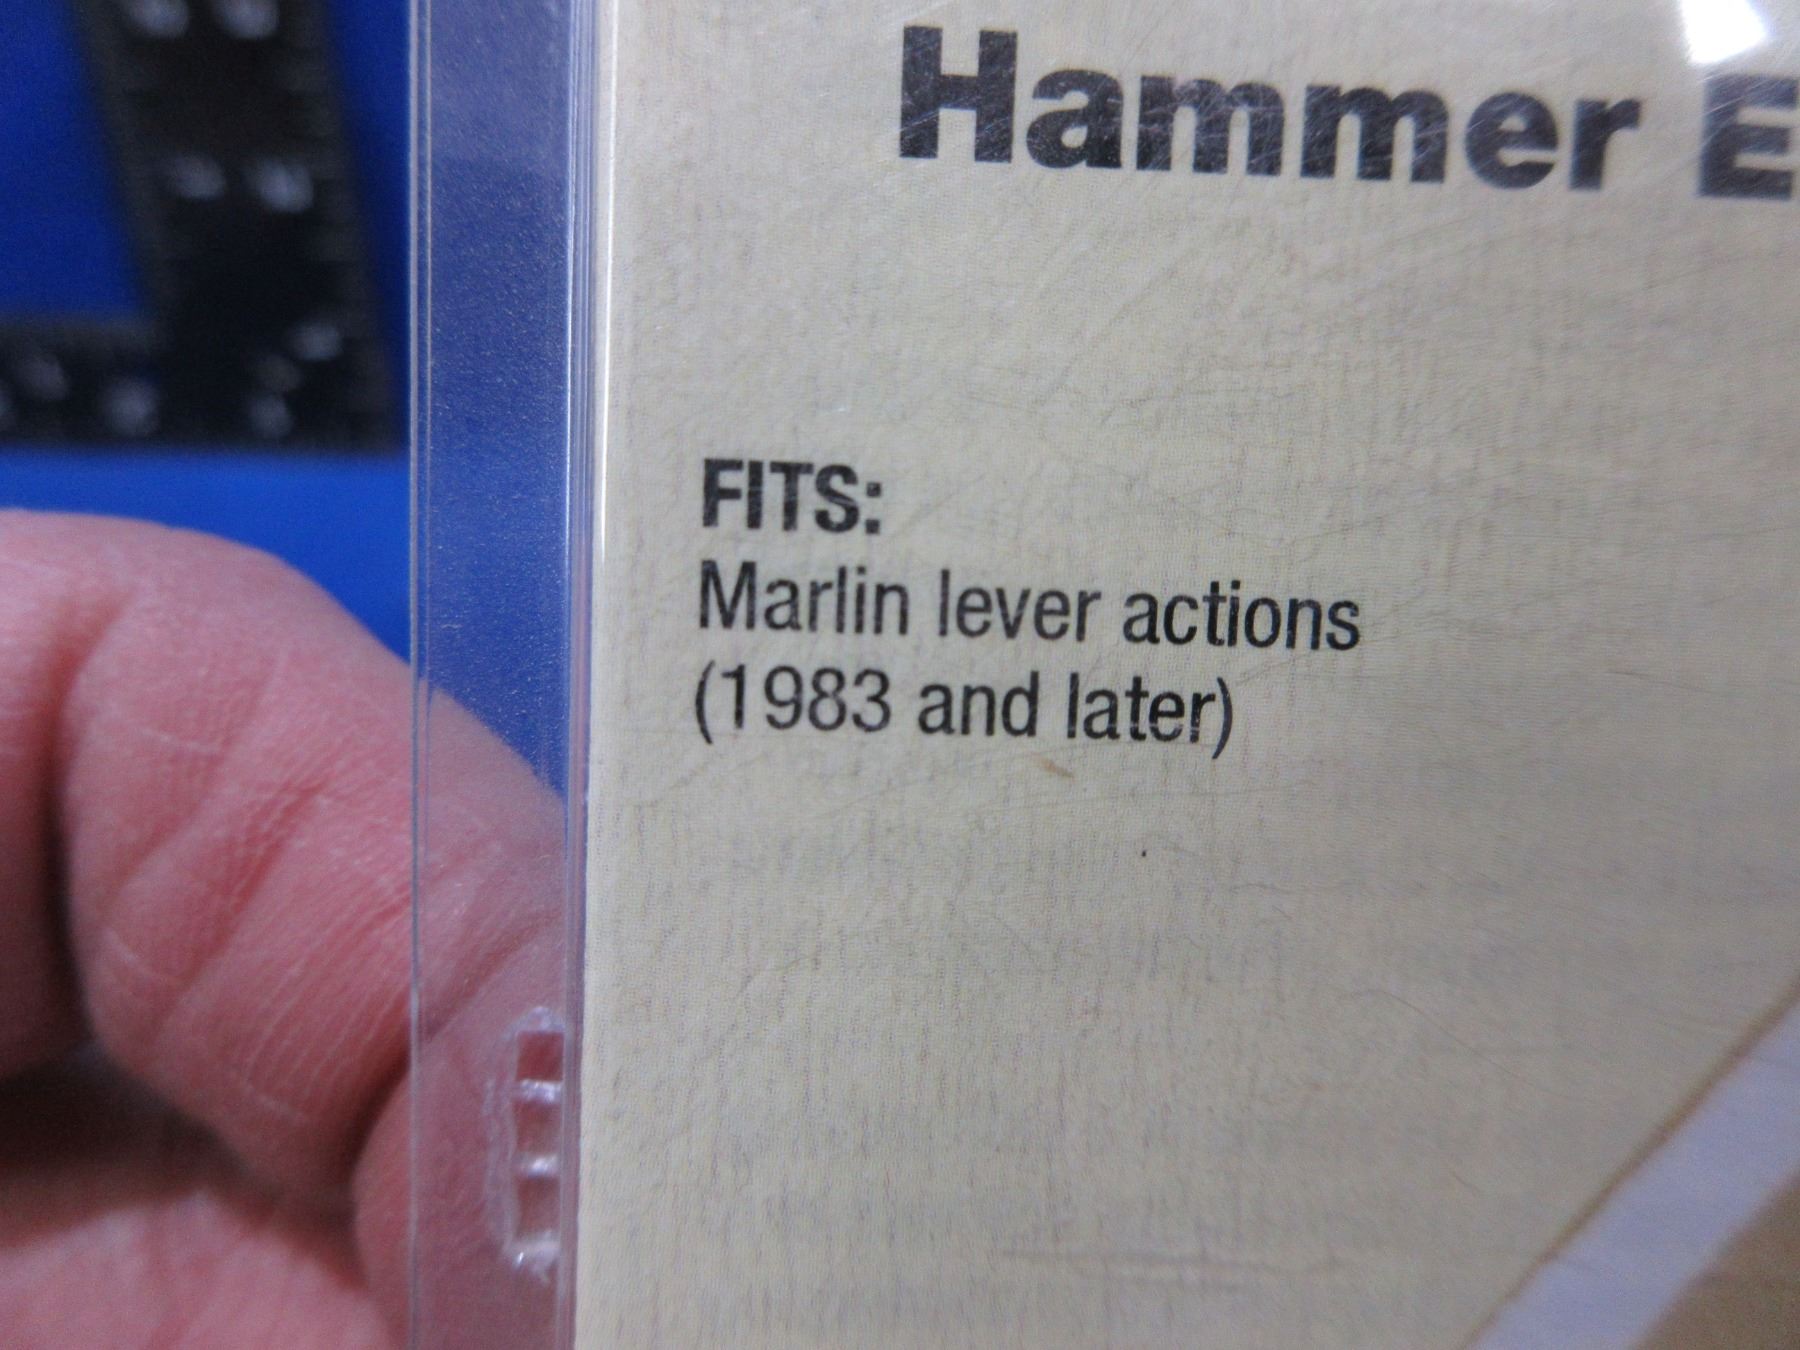 Hammer E
FITS:
Marlin lever actions
(1983 and later)